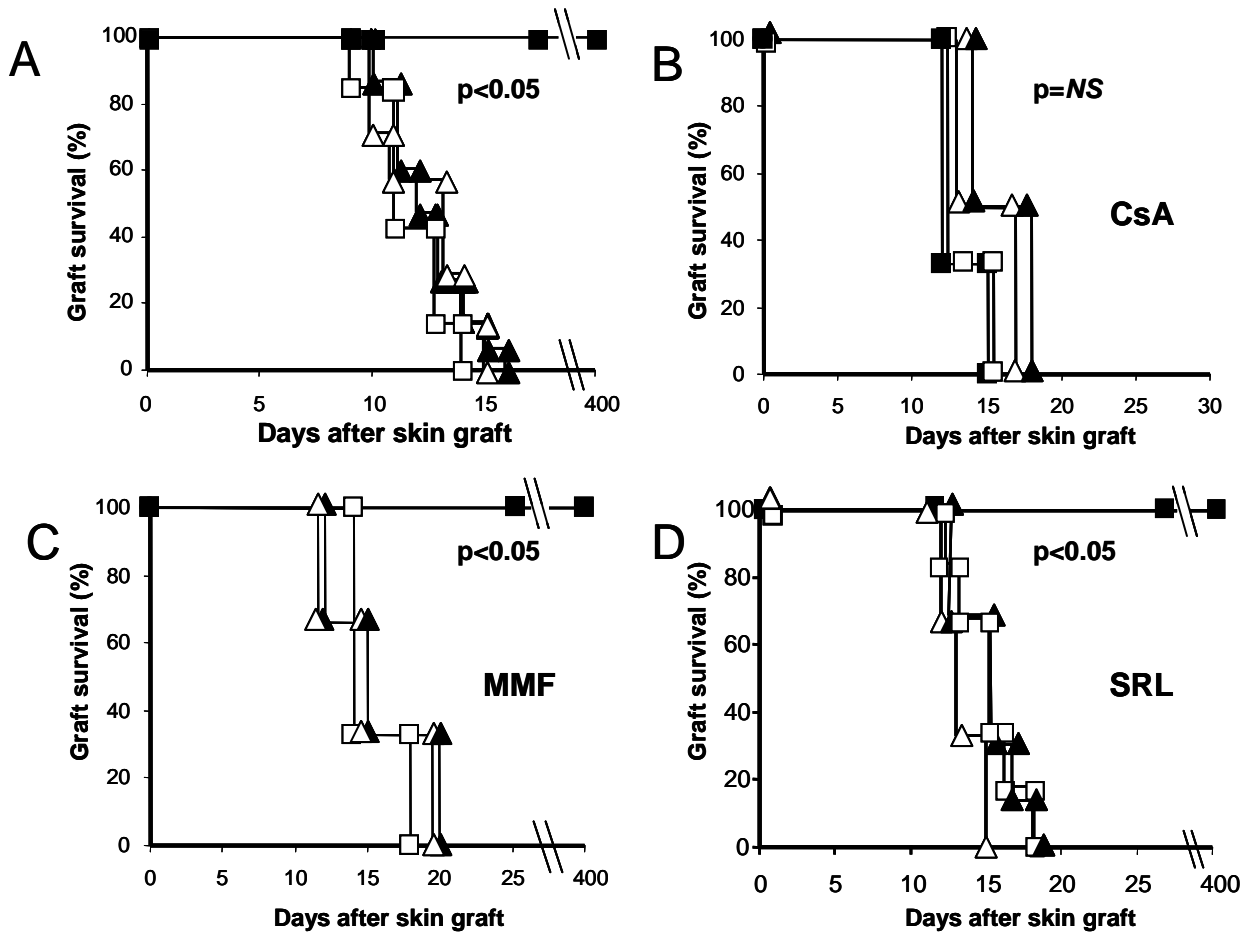 A
Graft survival (%)
100
80
60
40
20
0
p<0.05
0 5 10 15 400
Days after skin graft
B
Graft survival (%)
100
80
60
40
20
0
p=NS
CsA
0 5 10 15 20 25 30
Days after skin graft
C
Graft survival (%)
100
80
60
40
20
0
p<0.05
MMF
0 5 10 15 20 25 400
Days after skin graft
D
Graft survival (%)
100
80
60
40
20
0
p<0.05
SRL
0 5 10 15 20 25 400
Days after skin graft